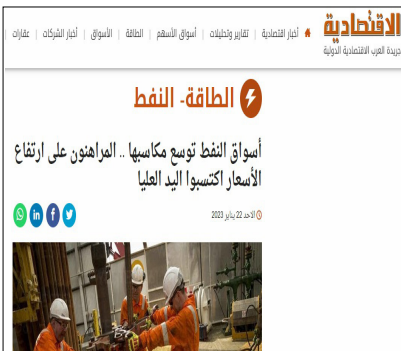 الاقتصادية
جريدة العرب الاقتصادية الدولية
أخبار اقتصادية | تقارير وتحليلات | أسواق الأسهم | الطاقة | الأسواق | أخبار الشركات | عقارات |
الطاقة- النفط
أسواق النفط توسع مكاسبها .. المراهنون على ارتفاع
الأسعار اكتسبوا اليد العليا
الاحد 22 يناير 2023